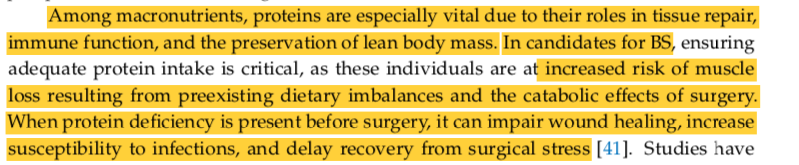 Among macronutrients, proteins are especially vital due to their roles in tissue repair,
immune function, and the preservation of lean body mass. In candidates for BS, ensuring
adequate protein intake is critical, as these individuals are at increased risk of muscle
loss resulting from preexisting dietary imbalances and the catabolic effects of surgery.
When protein deficiency is present before surgery, it can impair wound healing, increase
susceptibility to infections, and delay recovery from surgical stress [41]. Studies have